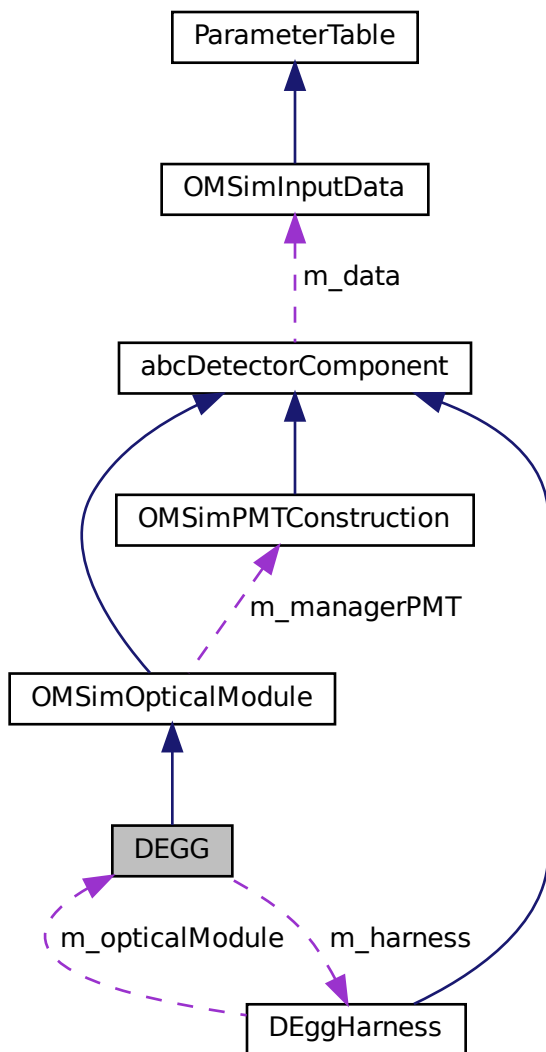 ParameterTable
OMSimInputData
m_data
abcDetectorComponent
OMSimPMTConstruction
m_managerPMT
OMSimOpticalModule
DEGG
m_opticalModule
m_harness
DEggHarness